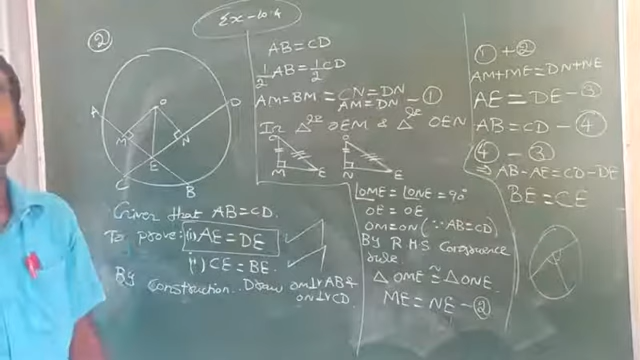 Ex-10.4
②
A
O
D
M
N
E
C
B
Given that AB=CD.
To prove: (i) AE=DE
(ii) CE=BE.
By Construction. Draw OM⊥AB &
ON⊥CD.
AB=CD
1/2 AB = 1/2 CD
AM=BM=CN=DN
AM=DN—①
In Δle OEM & Δle OEN
O
M
E
O
N
E
∠OME=∠ONE=90°
OE=OE
OM=ON (∵AB=CD)
By RHS Congruence
rule.
ΔOME≅ΔONE.
ME=NE—②
①+②
AM+ME=DN+NE
AE=DE—③
AB=CD—④
④-③
⇒AB-AE=CD-DE
BE=CE